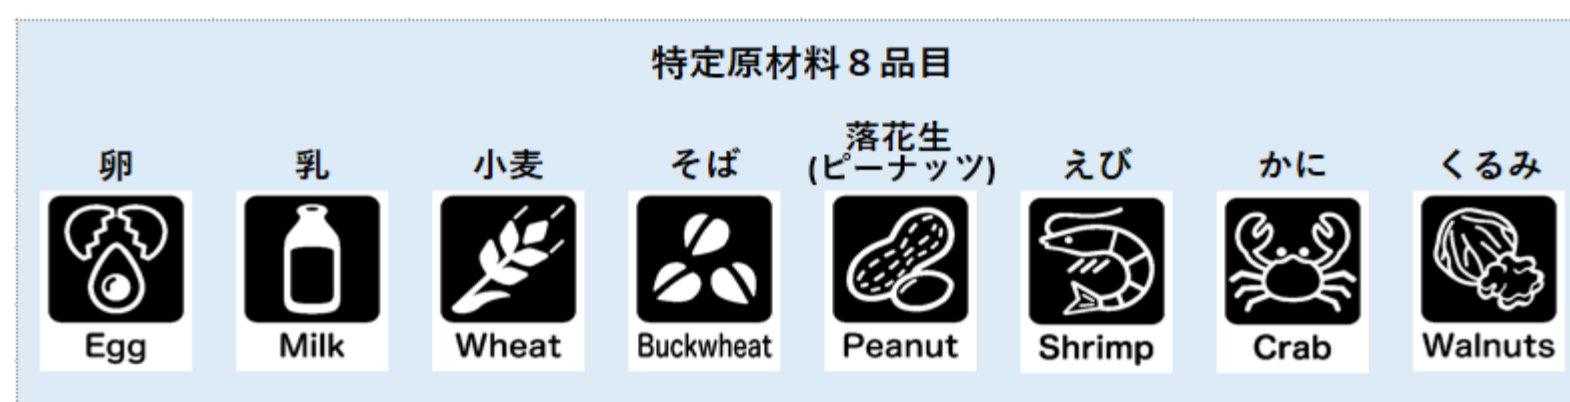 特定原材料８品目
卵 乳 小麦 そば 落花生 えび かに くるみ
(ピーナッツ)
Egg Milk Wheat Buckwheat Peanut Shrimp Crab Walnuts